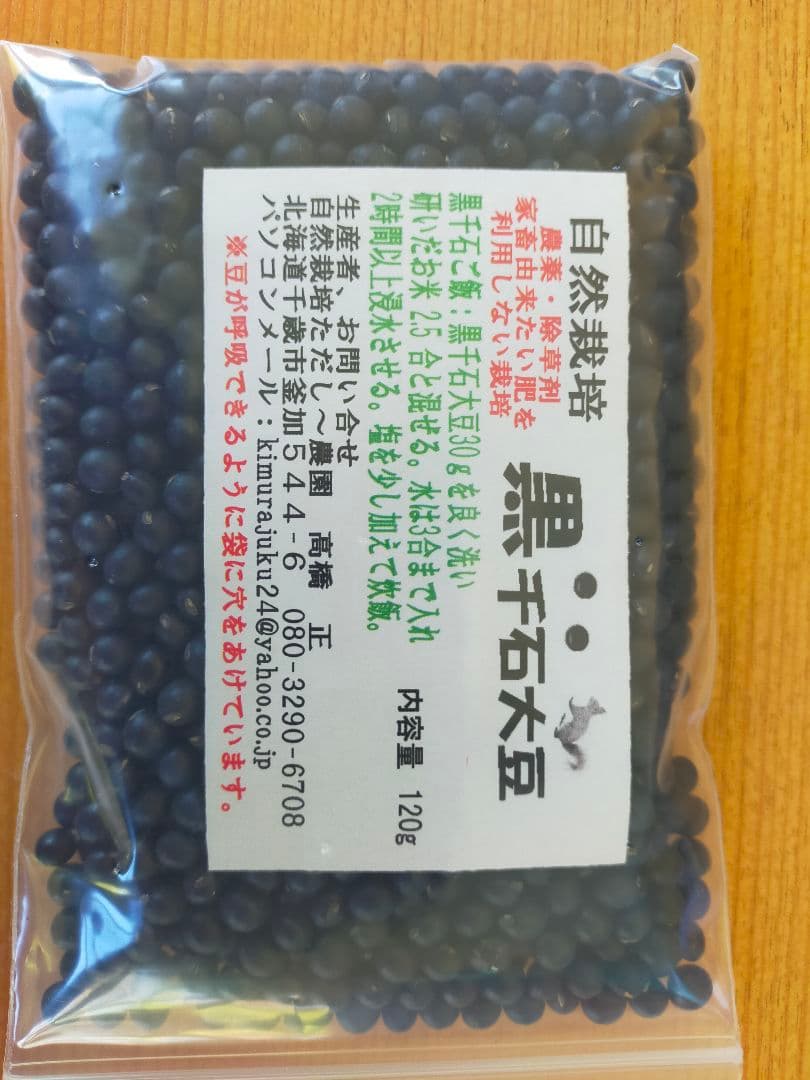 自然栽培
農薬・除草剤
家畜由来たい肥を
利用しない栽培
黒千石大豆
黒千石ご飯：黒千石大豆30gを良く洗い
研いだお米 2.5 合と混ぜる。水は3合まで入れ
2時間以上浸水させる。塩を少し加えて炊飯。
内容量 120g
生産者、お問い合せ
自然栽培ただし～農園 高橋 正
北海道千歳市釜加５４４-６ 080-3290-6708
パソコンメール：kimurajuku24@yahoo.co.jp
※豆が呼吸できるように袋に穴をあけています。